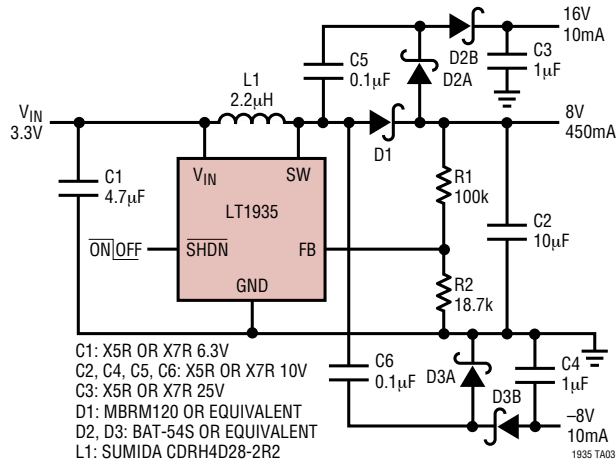 16V
10mA
C5
0.1µF
D2B
D2A
C3
1µF
L1
2.2µH
VIN
3.3V
8V
450mA
D1
C1
4.7µF
VIN
SW
LT1935
R1
100k
C2
10µF
ON OFF
SHDN
FB
GND
R2
18.7k
C1: X5R OR X7R 6.3V
C2, C4, C5, C6: X5R OR X7R 10V
C3: X5R OR X7R 25V
D1: MBRM120 OR EQUIVALENT
D2, D3: BAT-54S OR EQUIVALENT
L1: SUMIDA CDRH4D28-2R2
C6
0.1µF
D3A
D3B
C4
1µF
–8V
10mA
1935 TA03